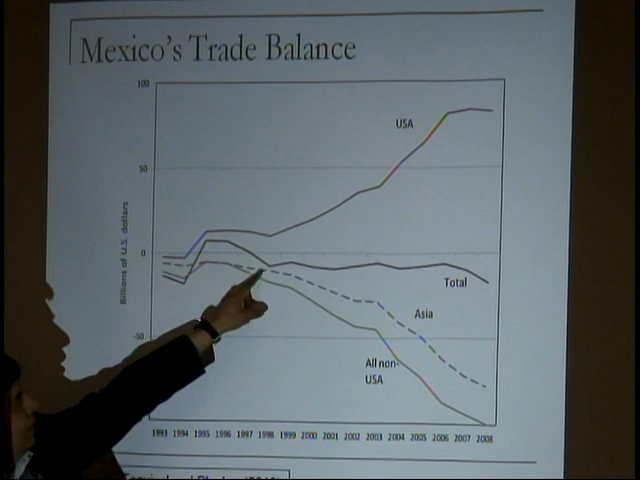 Mexico's Trade Balance
100
USA
50
Billions of U.S. dollars
0
Total
Asia
-50
All non-
USA
1993 1994 1995 1996 1997 1998 1999 2000 2001 2002 2003 2004 2005 2006 2007 2008